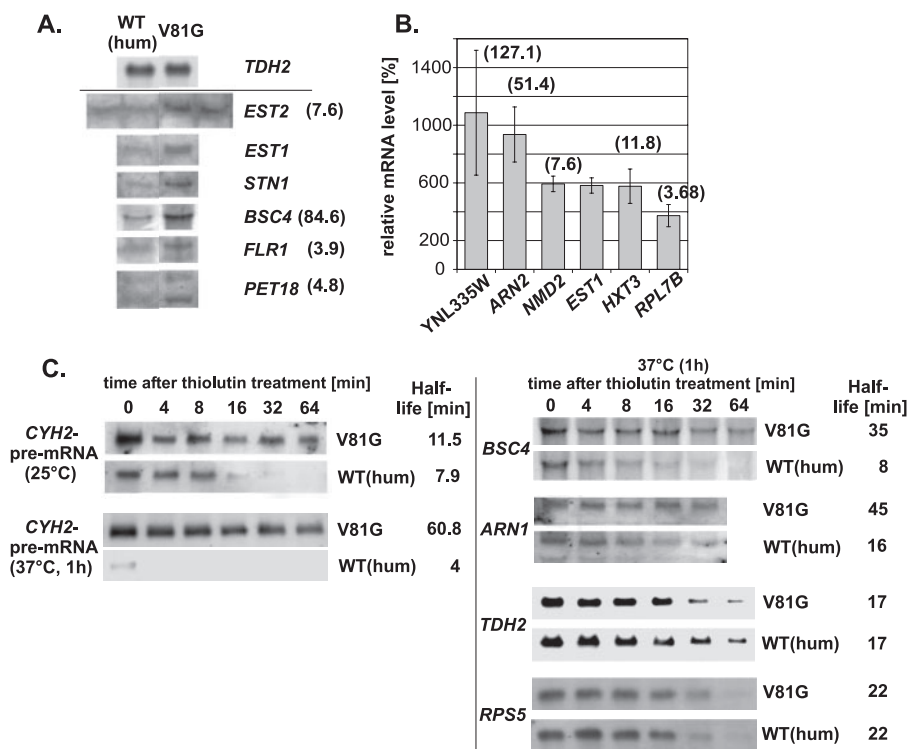 A.
WT
(hum)
V81G
TDH2
EST2 (7.6)
EST1
STN1
BSC4 (84.6)
FLR1 (3.9)
PET18 (4.8)
B.
relative mRNA level [%]
1400
1000
600
400
200
0
(127.1)
(51.4)
(7.6)
(11.8)
(3.68)
YNL335W
ARN2
NMD2
EST1
HXT3
RPL7B
C.
time after thiolutin treatment [min]
Half-
life [min]
0 4 8 16 32 64
CYH2-
pre-mRNA
(25°C)
V81G 11.5
WT(hum) 7.9
CYH2-
pre-mRNA
(37°C, 1h)
V81G 60.8
WT(hum) 4
37°C (1h)
time after thiolutin treatment [min]
Half-
life [min]
0 4 8 16 32 64
BSC4
V81G 35
WT(hum) 8
ARN1
V81G 45
WT(hum) 16
TDH2
V81G 17
WT(hum) 17
RPS5
V81G 22
WT(hum) 22